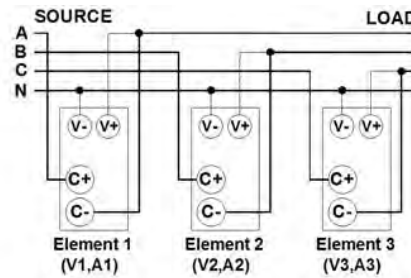 SOURCE LOAD
A
B
C
N
V- V+ V- V+ V- V+
C+ C+ C+
C- C- C-
Element 1 Element 2 Element 3
(V1,A1) (V2,A2) (V3,A3)